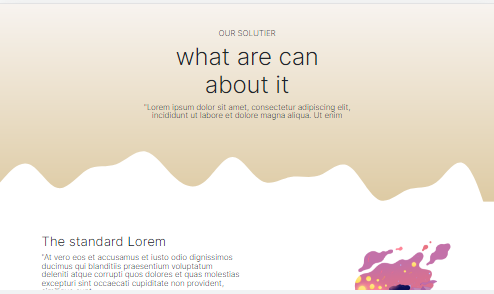 OUR SOLUTIER
what are can
about it
"Lorem ipsum dolor sit amet, consectetur adipiscing elit,
incididunt ut labore et dolore magna aliqua. Ut enim
The standard Lorem
"At vero eos et accusamus et iusto odio dignissimos
ducimus qui blanditiis praesentium voluptatum
deleniti atque corrupti quos dolores et quas molestias
excepturi sint occaecati cupiditate non provident,